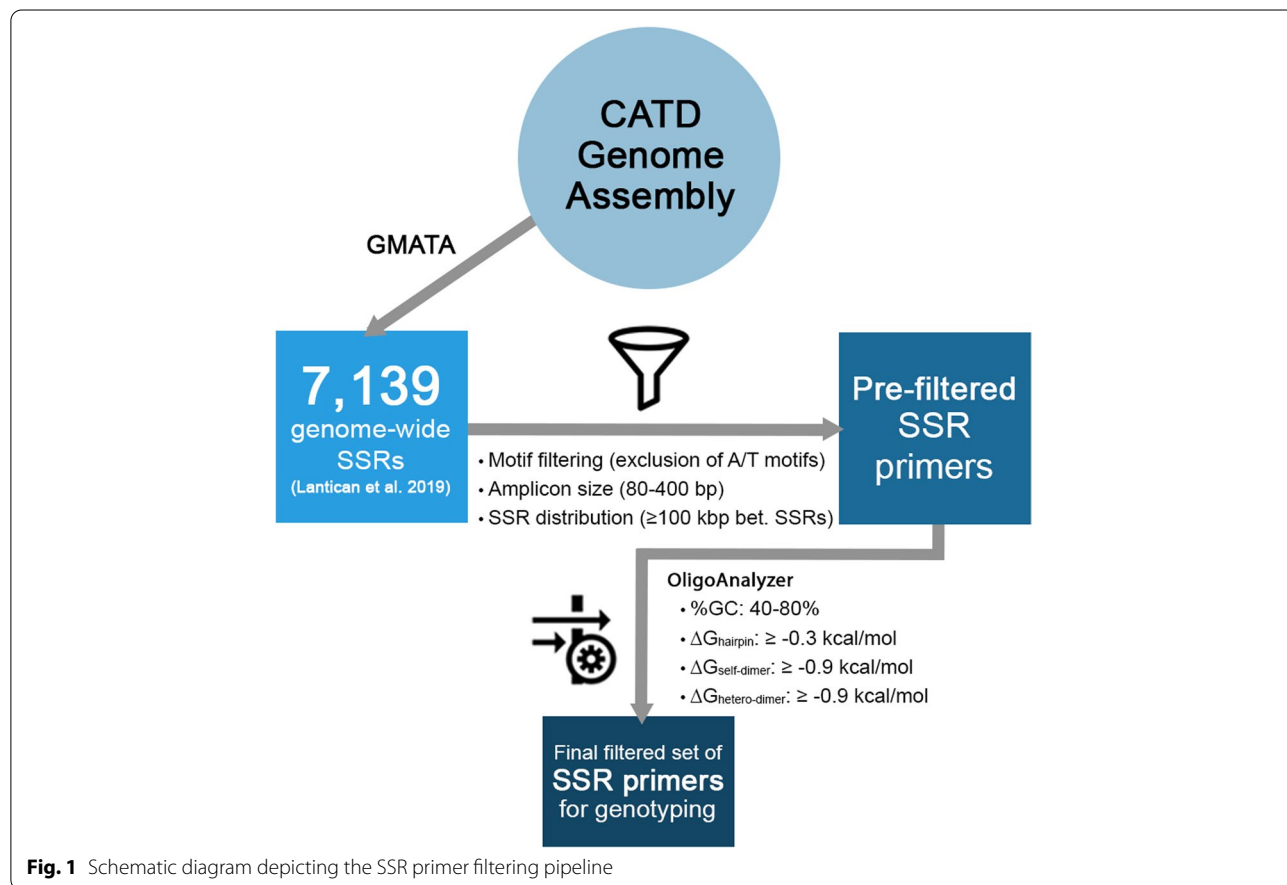 CATD
Genome
Assembly
GMATA
7,139
genome-wide
SSRs
(Lantican et al. 2019)
• Motif filtering (exclusion of A/T motifs)
• Amplicon size (80-400 bp)
• SSR distribution (≥100 kbp bet. SSRs)
Pre-filtered
SSR
primers
OligoAnalyzer
• %GC: 40-80%
• ΔGhairpin: ≥ -0.3 kcal/mol
• ΔGself-dimer: ≥ -0.9 kcal/mol
• ΔGhetero-dimer: ≥ -0.9 kcal/mol
Final filtered set of
SSR primers
for genotyping
Fig. 1 Schematic diagram depicting the SSR primer filtering pipeline